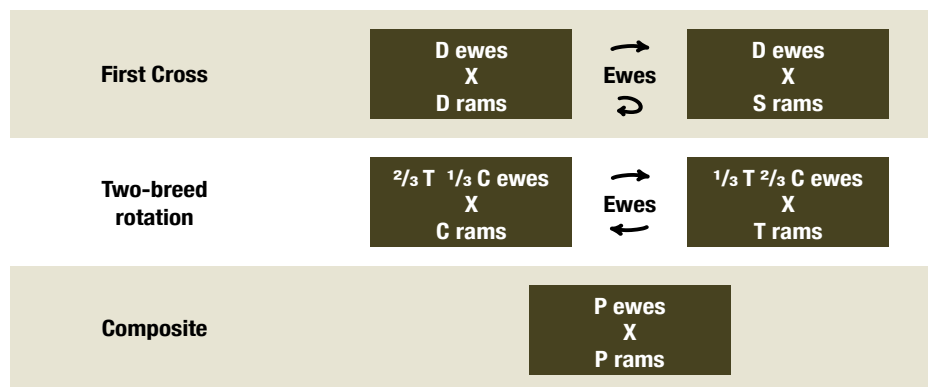 First Cross
D ewes
X
D rams
Ewes
D ewes
X
S rams
Two-breed
rotation
²/₃ T ¹/₃ C ewes
X
C rams
Ewes
¹/₃ T ²/₃ C ewes
X
T rams
Composite
P ewes
X
P rams